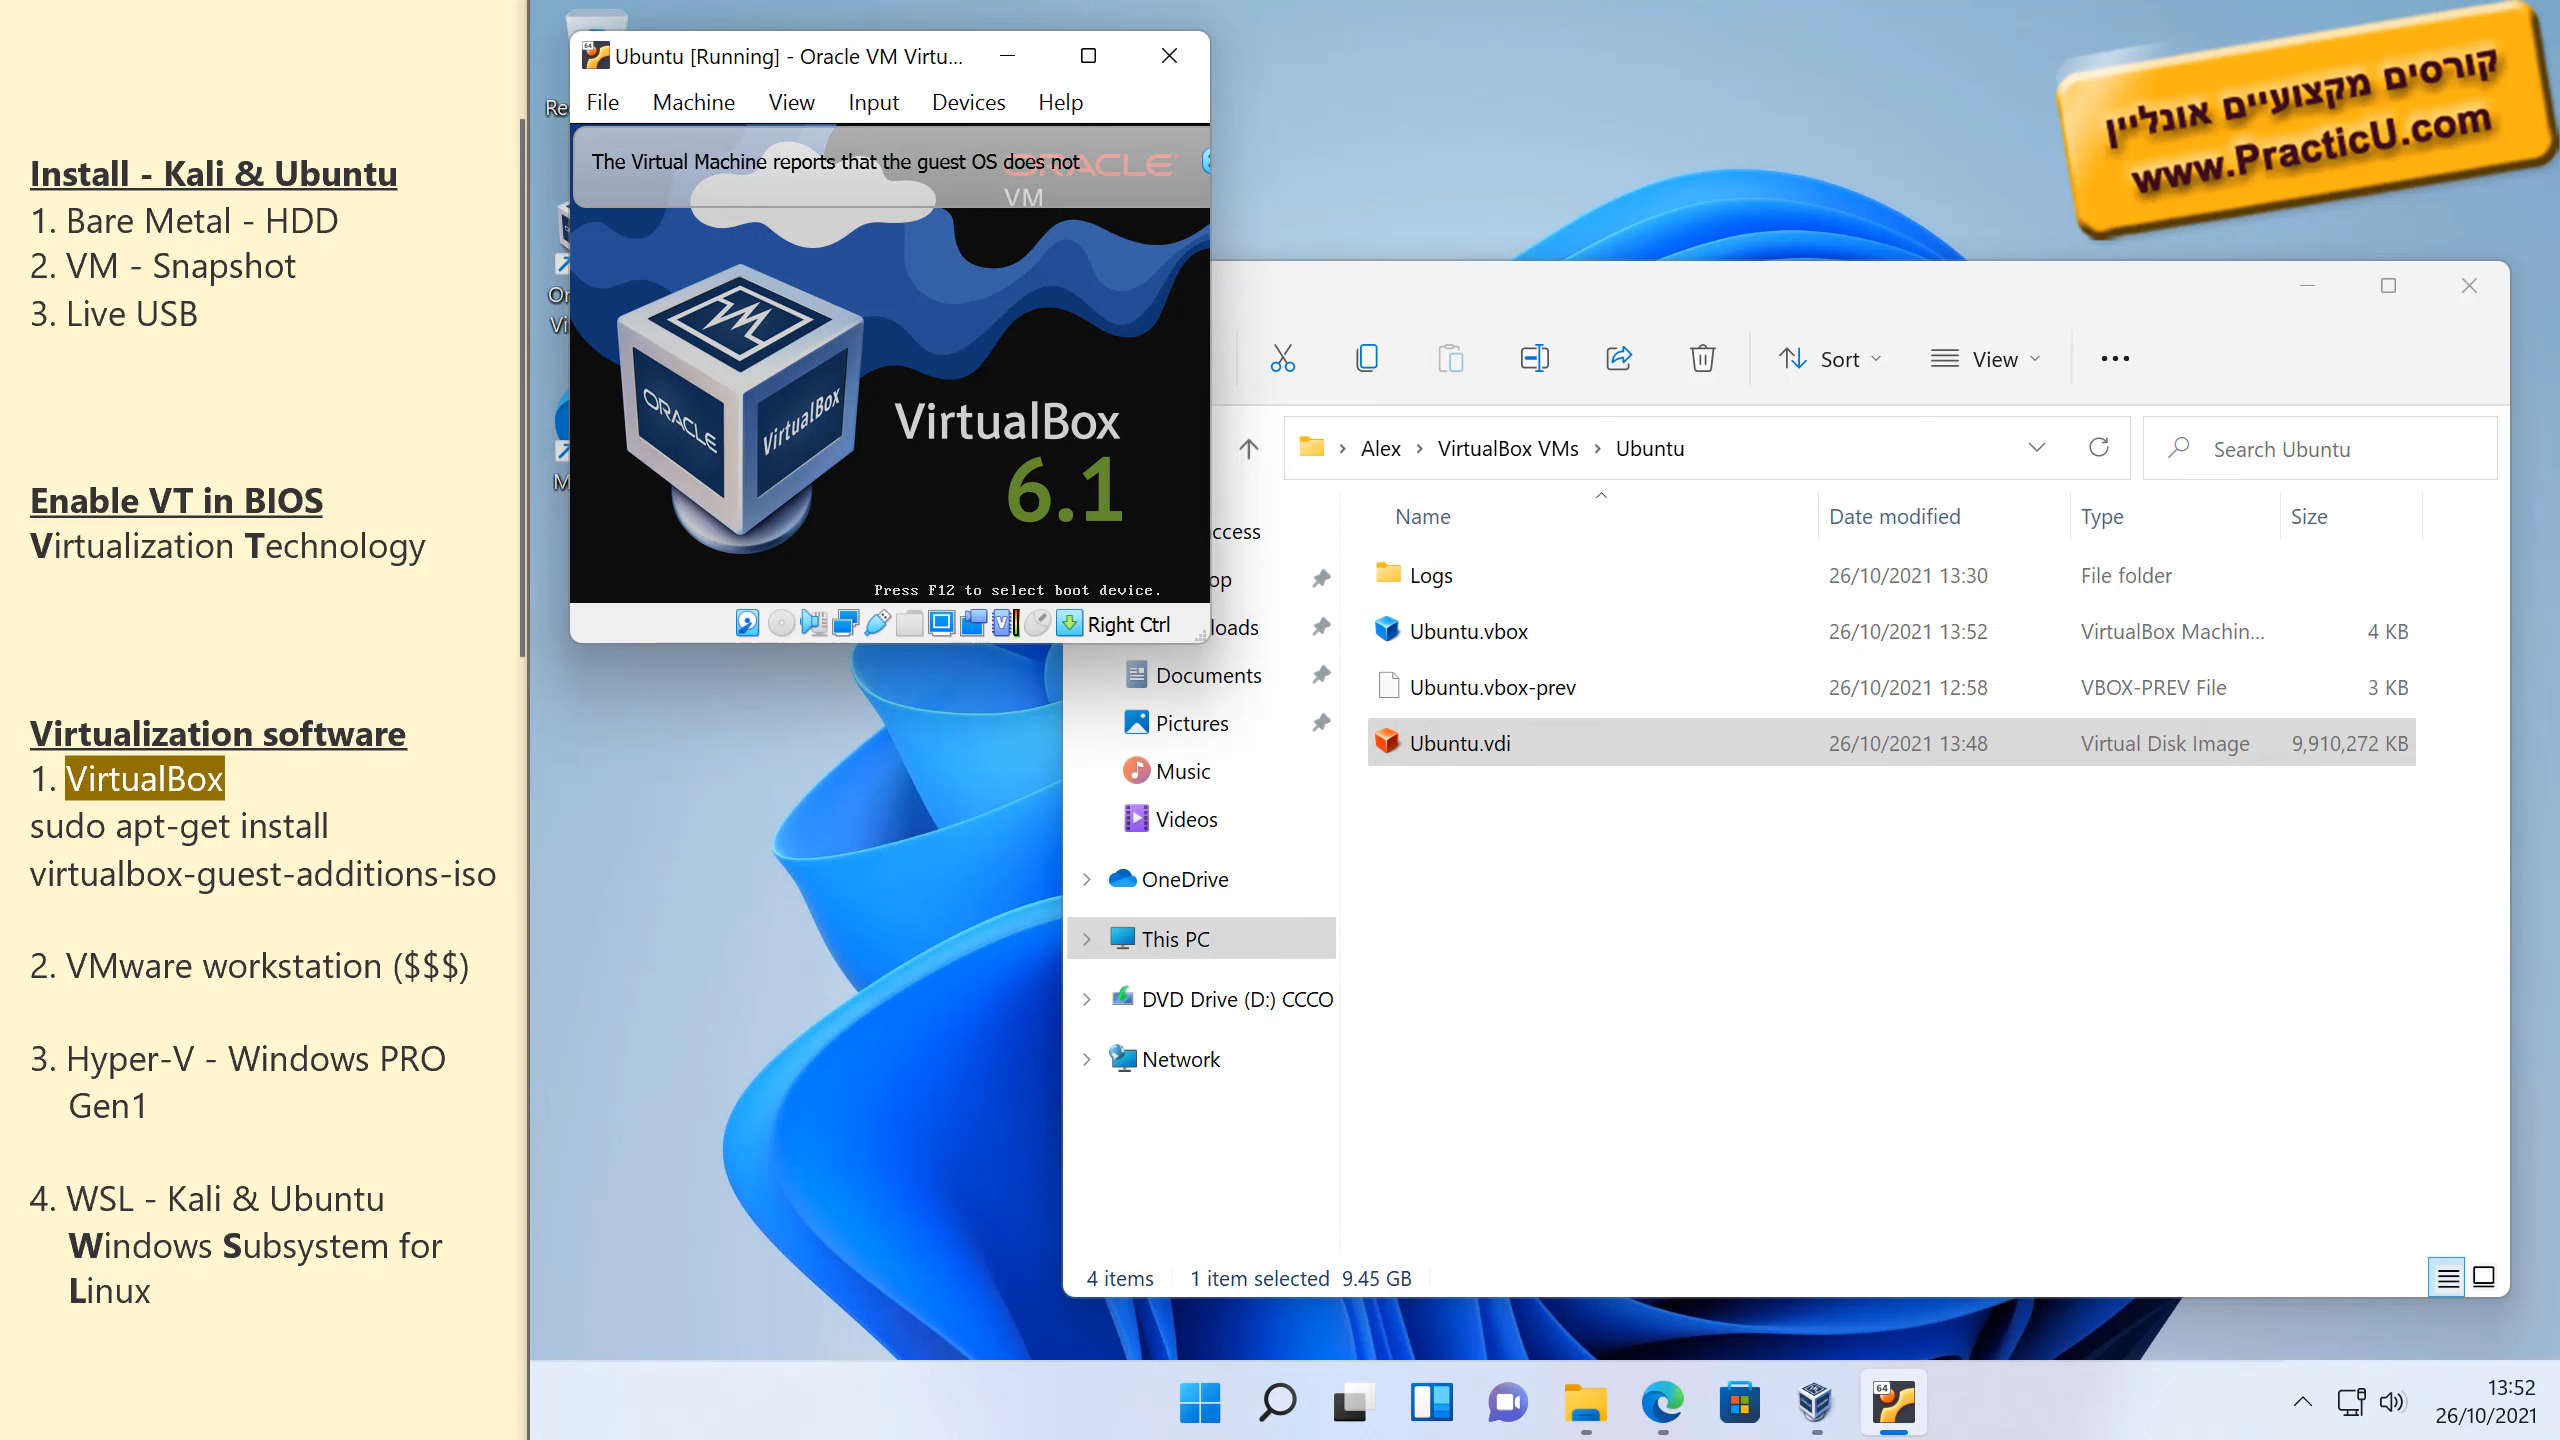 Install - Kali & Ubuntu
1. Bare Metal - HDD
2. VM - Snapshot
3. Live USB
Enable VT in BIOS
Virtualization Technology
Virtualization software
1. VirtualBox
sudo apt-get install
virtualbox-guest-additions-iso
2. VMware workstation ($$$)
3. Hyper-V - Windows PRO
Gen1
4. WSL - Kali & Ubuntu
Windows Subsystem for
Linux
Ubuntu [Running] - Oracle VM Virtu...
File Machine View Input Devices Help
The Virtual Machine reports that the guest OS does not
ORACLE
VM
ORACLE
VirtualBox
VirtualBox
6.1
Press F12 to select boot device.
Right Ctrl
Re
Or
Vi
M
קורסים מקצועיים אונליין
www.PracticU.com
Sort View
Alex VirtualBox VMs Ubuntu
Search Ubuntu
Name Date modified Type Size
Logs 26/10/2021 13:30 File folder
Ubuntu.vbox 26/10/2021 13:52 VirtualBox Machin... 4 KB
Ubuntu.vbox-prev 26/10/2021 12:58 VBOX-PREV File 3 KB
Ubuntu.vdi 26/10/2021 13:48 Virtual Disk Image 9,910,272 KB
ccess
op
loads
Documents
Pictures
Music
Videos
OneDrive
This PC
DVD Drive (D:) CCCO
Network
4 items 1 item selected 9.45 GB
64
13:52
26/10/2021